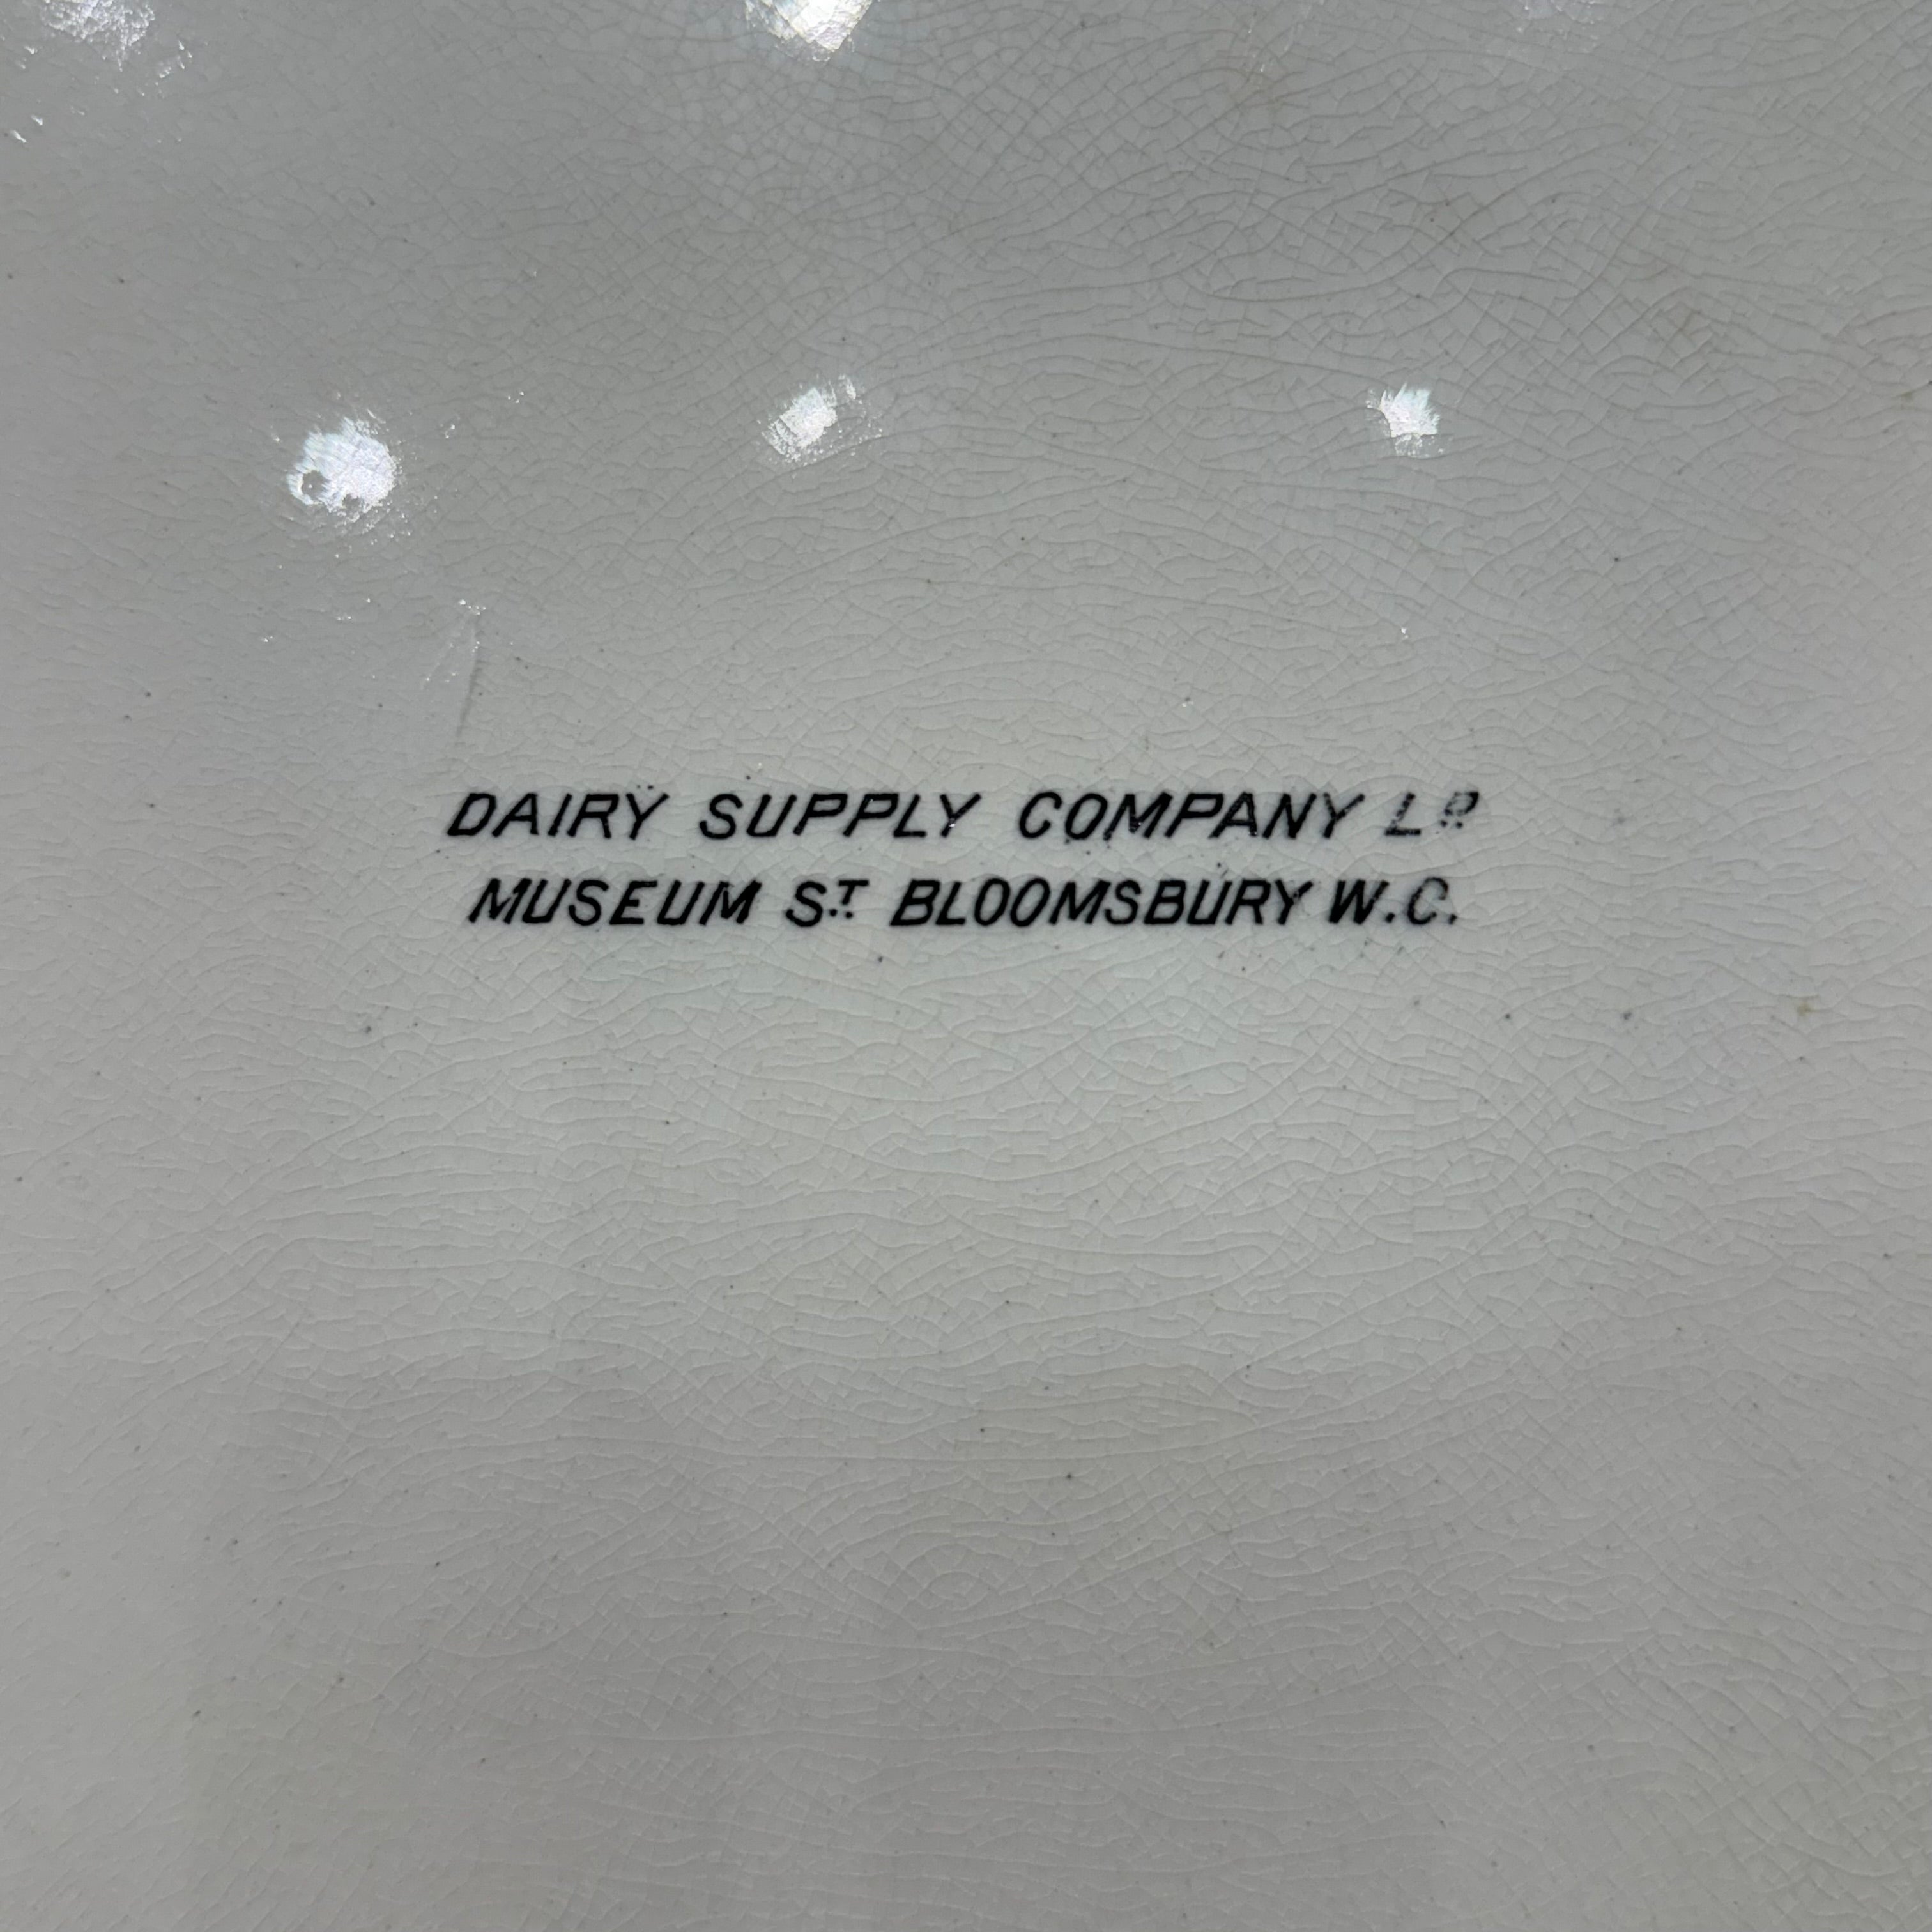 DAIRY SUPPLY COMPANY LD
MUSEUM ST BLOOMSBURY W.C.